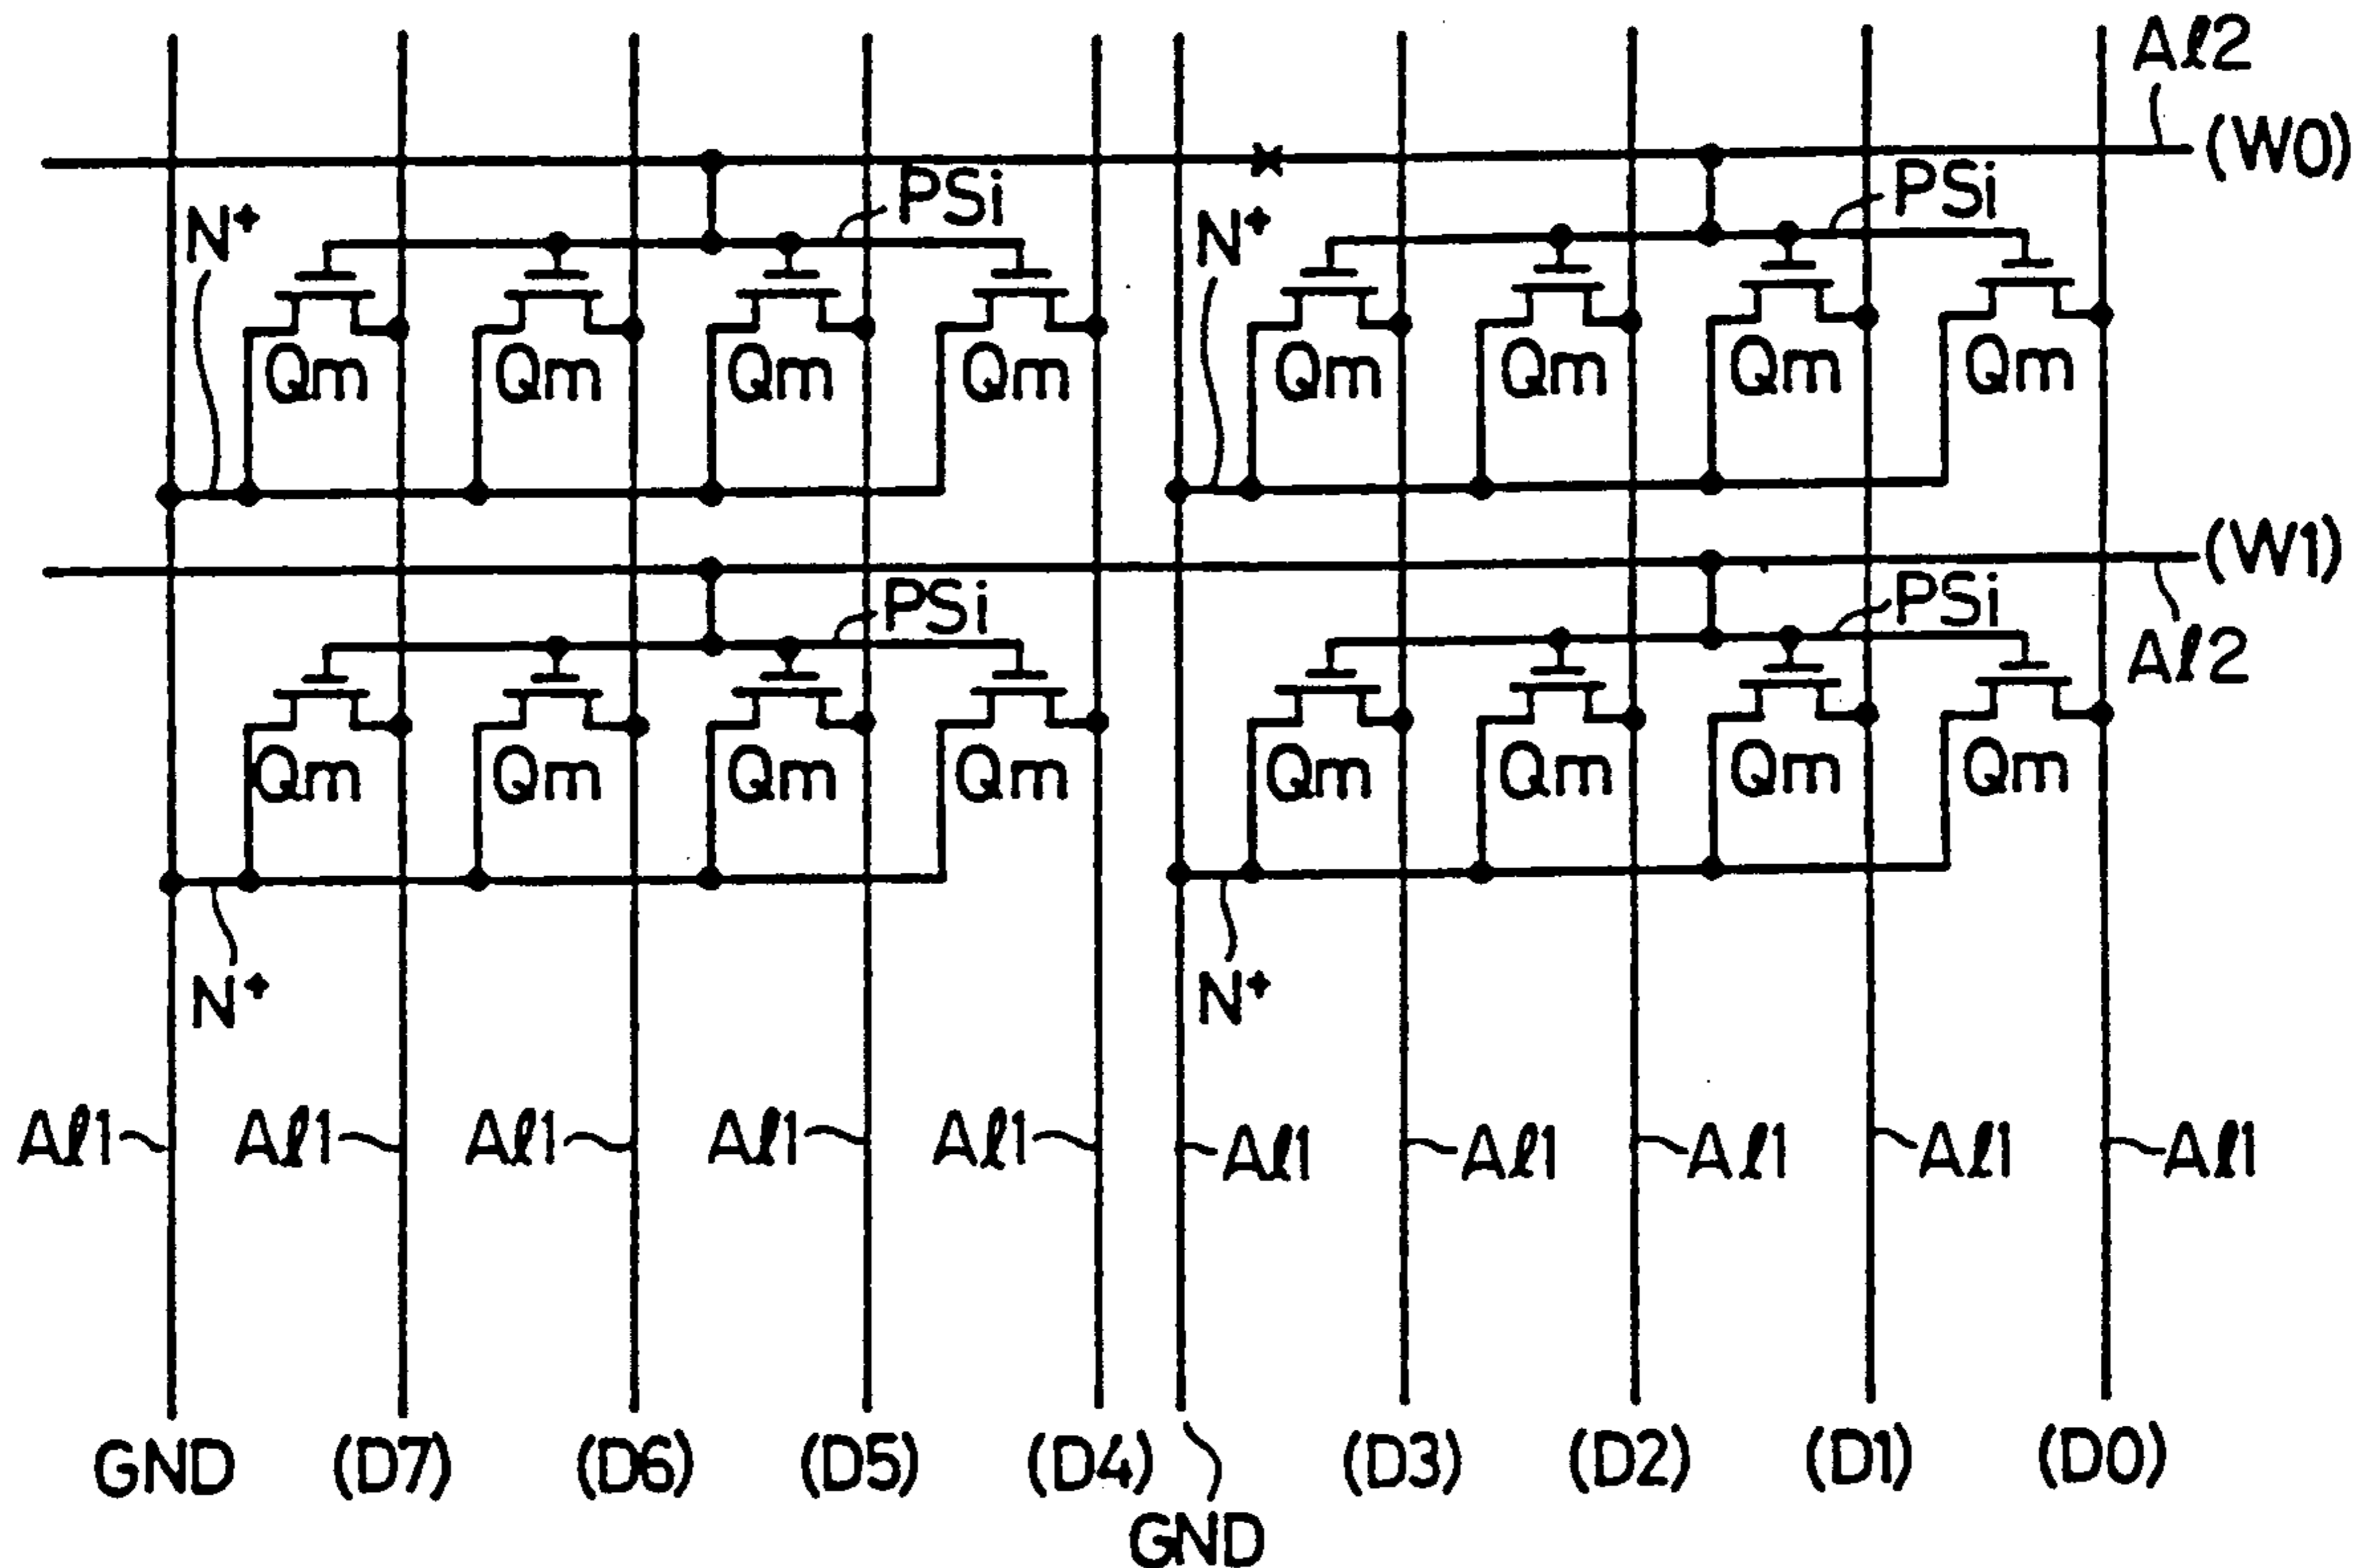 Aℓ2
(W0)
PSi PSi
N+ N+
Qm Qm Qm Qm Qm Qm Qm Qm
(W1)
PSi PSi
Aℓ2
Qm Qm Qm Qm Qm Qm Qm Qm
N+ N+
Aℓ1 Aℓ1 Aℓ1 Aℓ1 Aℓ1 Aℓ1 Aℓ1 Aℓ1 Aℓ1 Aℓ1
GND (D7) (D6) (D5) (D4) (D3) (D2) (D1) (D0)
GND